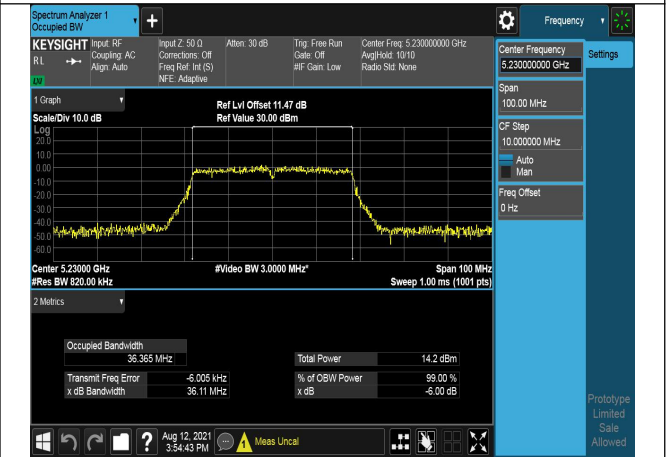 Spectrum Analyzer 1
Occupied BW
+
Frequency
KEYSIGHT Input: RF Input Z: 50 Ω Atten: 30 dB Trig: Free Run Center Freq: 5.230000000 GHz
RL Coupling: AC Corrections: Off Gate: Off Avg|Hold: 10/10
Align: Auto Freq Ref: Int (S) #IF Gain: Low Radio Std: None
NFE: Adaptive
Center Frequency
5.230000000 GHz
Settings
Span
100.00 MHz
CF Step
10.000000 MHz
Auto
Man
Freq Offset
0 Hz
1 Graph
Ref Lvl Offset 11.47 dB
Scale/Div 10.0 dB Ref Value 30.00 dBm
Log
20.0
10.0
0.00
-10.0
-20.0
-30.0
-40.0
-50.0
-60.0
Center 5.23000 GHz #Video BW 3.0000 MHz* Span 100 MHz
#Res BW 820.00 kHz Sweep 1.00 ms (1001 pts)
2 Metrics
Occupied Bandwidth
36.365 MHz Total Power 14.2 dBm
Transmit Freq Error -6.005 kHz % of OBW Power 99.00 %
x dB Bandwidth 36.11 MHz x dB -6.00 dB
Prototype
Limited
Sale
Allowed
? Aug 12, 2021
3:54:43 PM
Meas Uncal